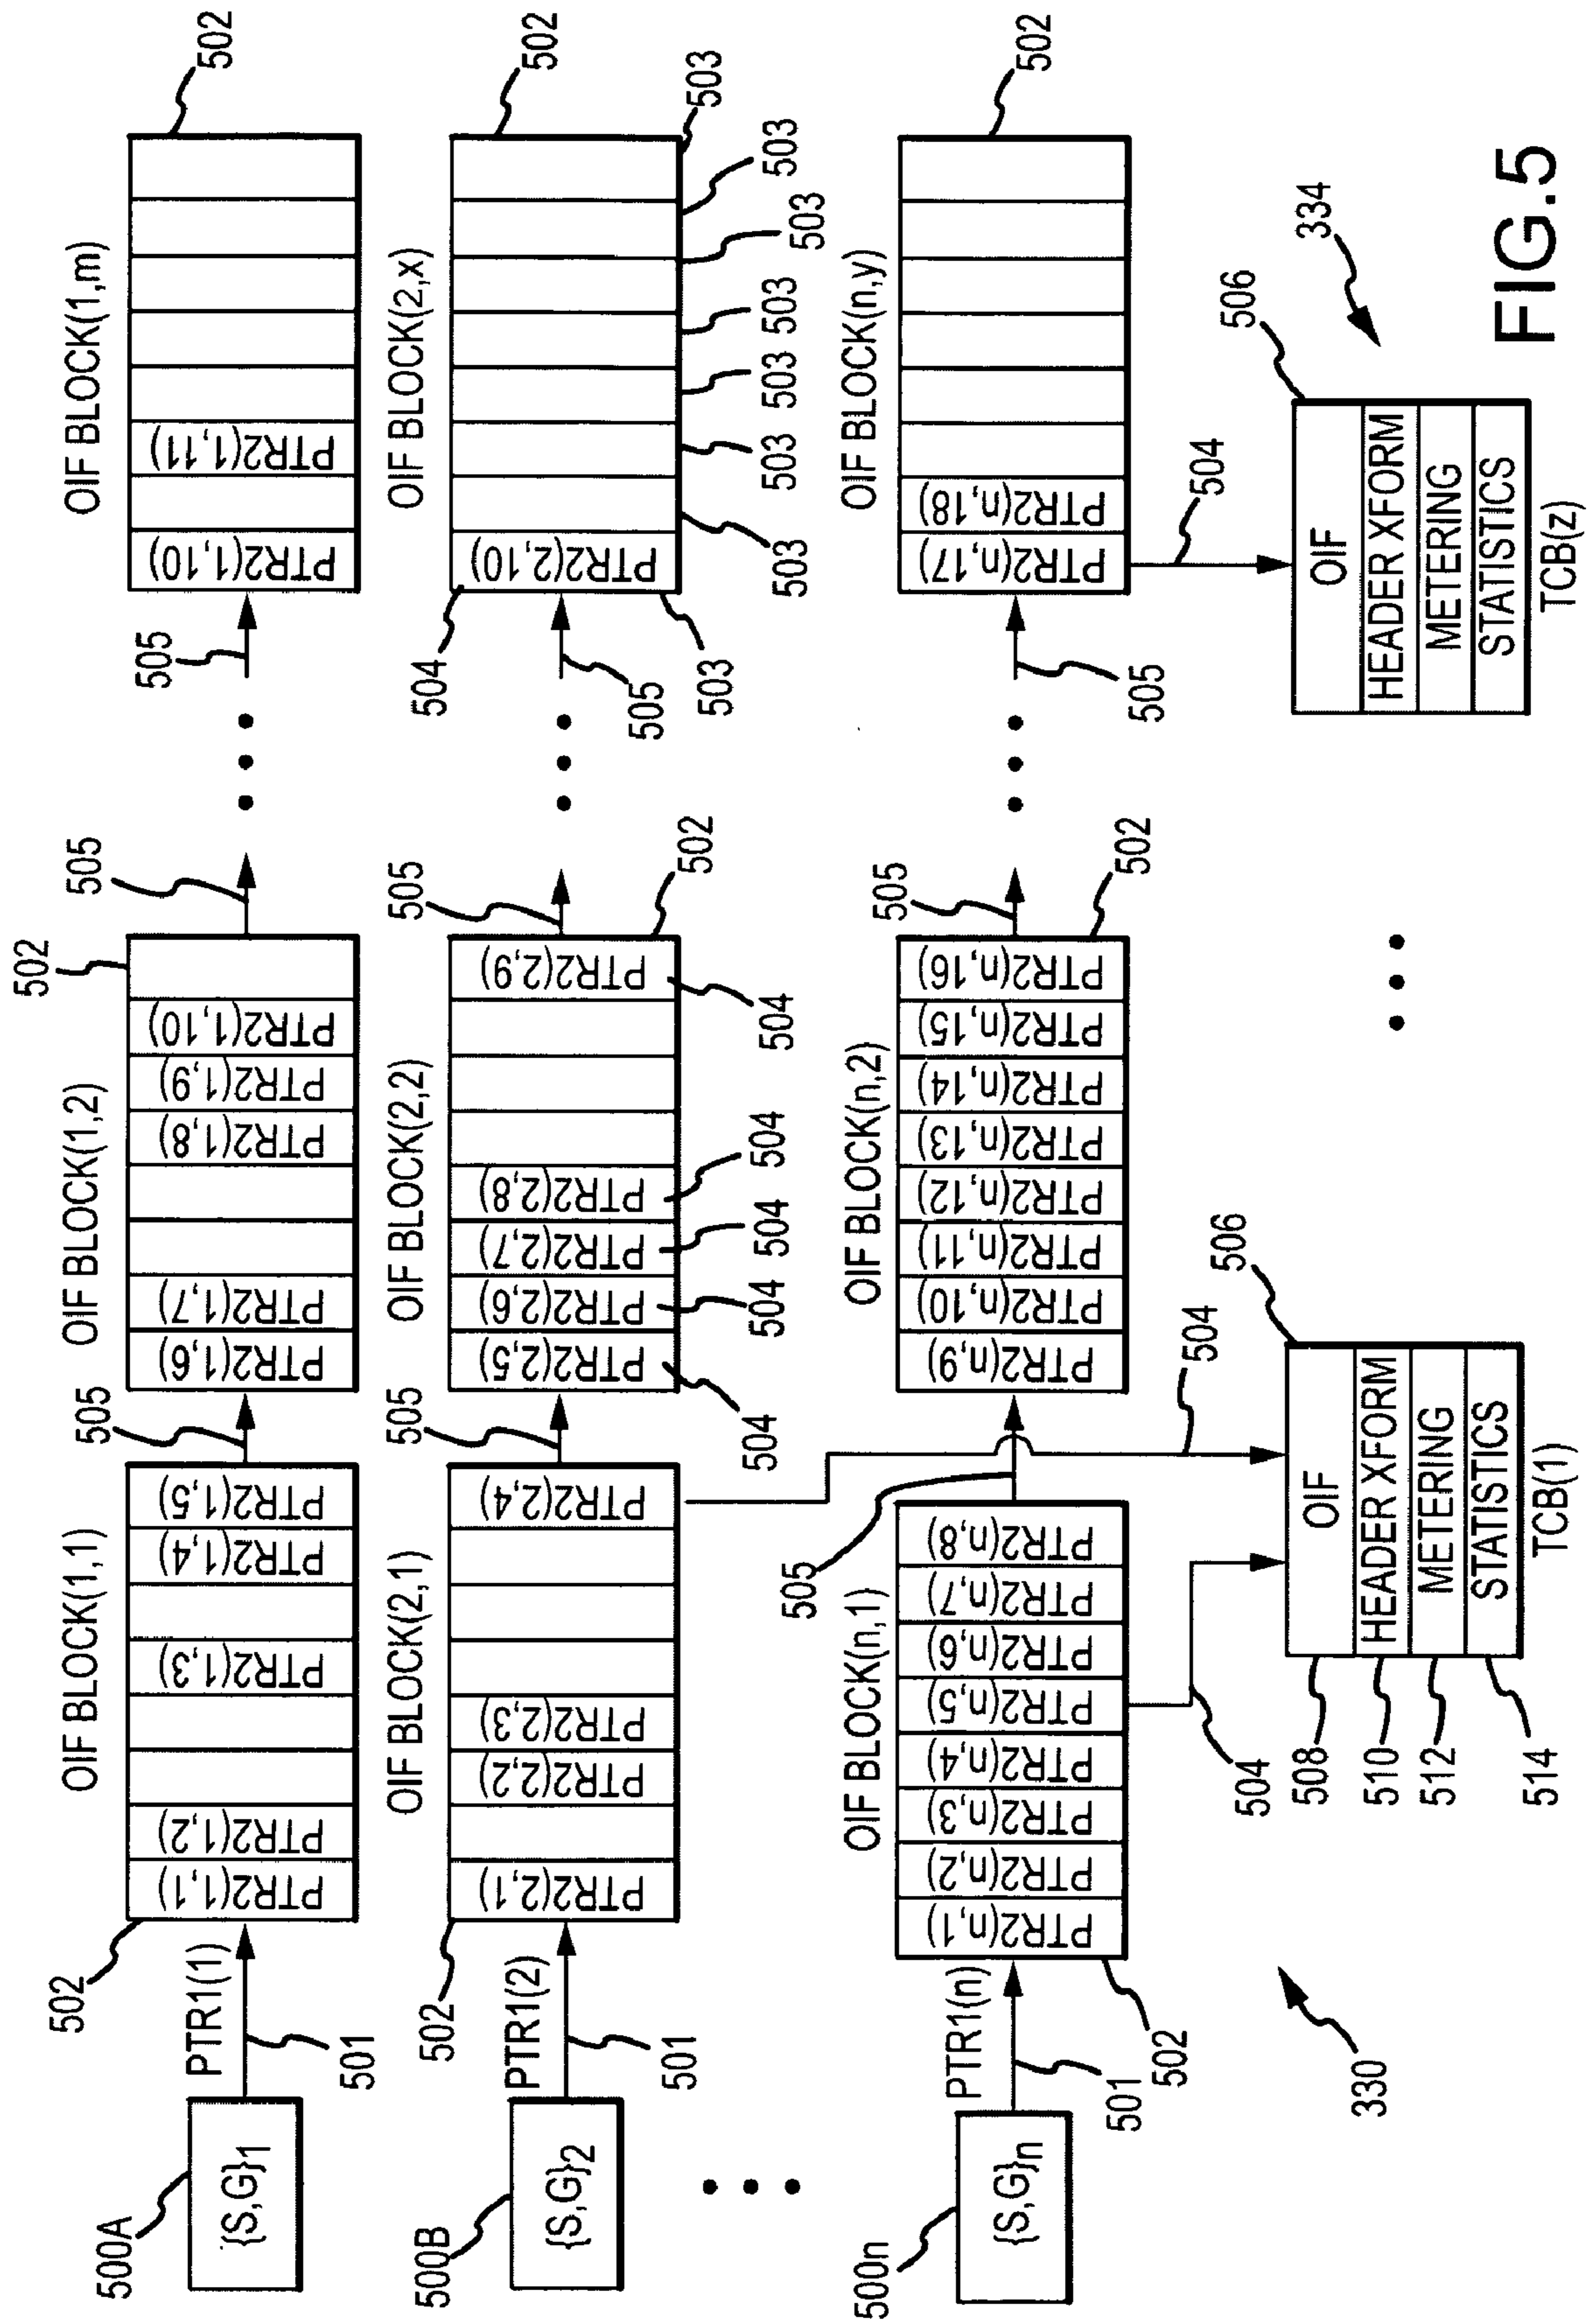 500A
{S,G}1
PTR1(1)
501
502
OIF BLOCK(1,1)
PTR2(1,1)
PTR2(1,2)
PTR2(1,3)
PTR2(1,4)
PTR2(1,5)
505
OIF BLOCK(1,2)
502
PTR2(1,6)
PTR2(1,7)
PTR2(1,8)
PTR2(1,9)
PTR2(1,10)
505
505
OIF BLOCK(1,m)
502
PTR2(1,10)
PTR2(1,11)
500B
{S,G}2
PTR1(2)
501
502
OIF BLOCK(2,1)
PTR2(2,1)
PTR2(2,2)
PTR2(2,3)
PTR2(2,4)
505
OIF BLOCK(2,2)
PTR2(2,5)
PTR2(2,6)
PTR2(2,7)
PTR2(2,8)
PTR2(2,9)
504
504
504
504
504
502
505
505
504
OIF BLOCK(2,x)
502
PTR2(2,10)
503
503
503
503
503
503
503
503
500n
{S,G}n
PTR1(n)
501
502
OIF BLOCK(n,1)
PTR2(n,1)
PTR2(n,2)
PTR2(n,3)
PTR2(n,4)
PTR2(n,5)
PTR2(n,6)
PTR2(n,7)
PTR2(n,8)
505
OIF BLOCK(n,2)
PTR2(n,9)
PTR2(n,10)
PTR2(n,11)
PTR2(n,12)
PTR2(n,13)
PTR2(n,14)
PTR2(n,15)
PTR2(n,16)
502
505
505
OIF BLOCK(n,y)
502
PTR2(n,17)
PTR2(n,18)
330
504
504
506
508
510
512
514
OIF
HEADER XFORM
METERING
STATISTICS
TCB(1)
504
506
OIF
HEADER XFORM
METERING
STATISTICS
TCB(z)
334
FIG.5